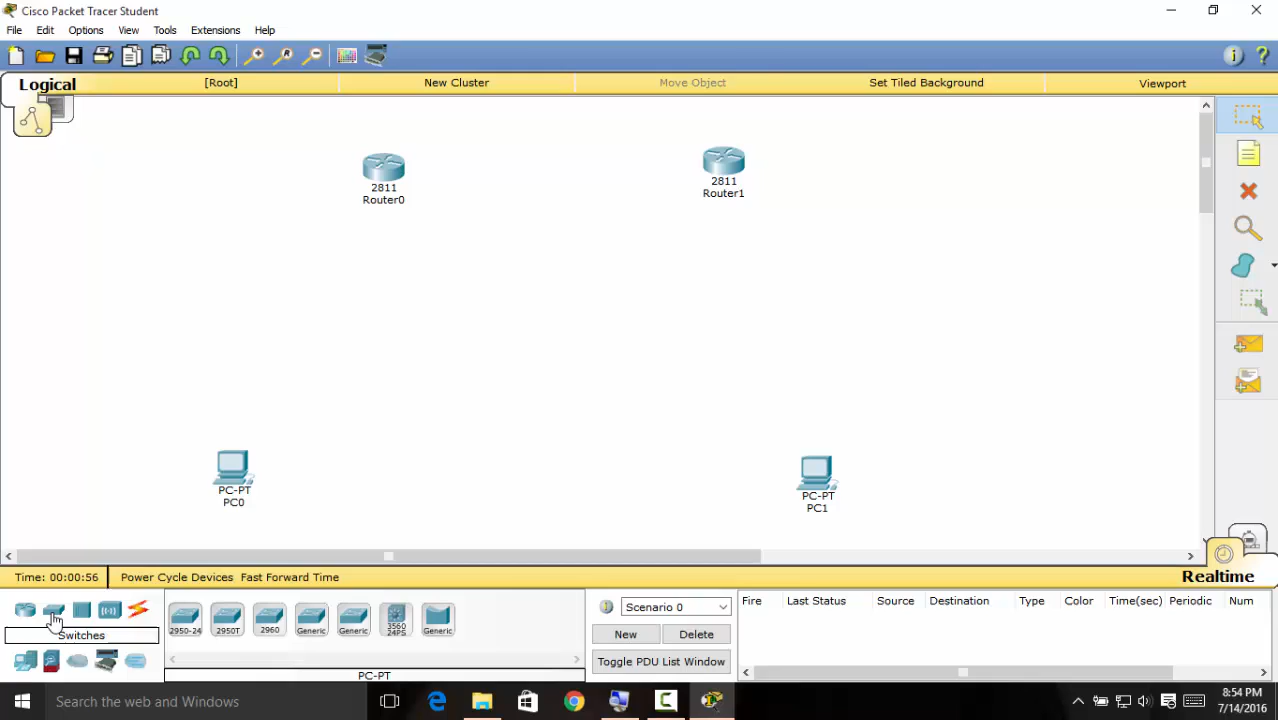 Cisco Packet Tracer Student
File Edit Options View Tools Extensions Help
Logical [Root] New Cluster Move Object Set Tiled Background Viewport
2811
Router0
2811
Router1
PC-PT
PC0
PC-PT
PC1
Realtime
Time: 00:00:56 Power Cycle Devices Fast Forward Time
Switches
2950-24 2950T 2960 Generic Generic 3560 24PS Generic
PC-PT
Scenario 0
New Delete
Toggle PDU List Window
Fire Last Status Source Destination Type Color Time(sec) Periodic Num
Search the web and Windows
8:54 PM
7/14/2016